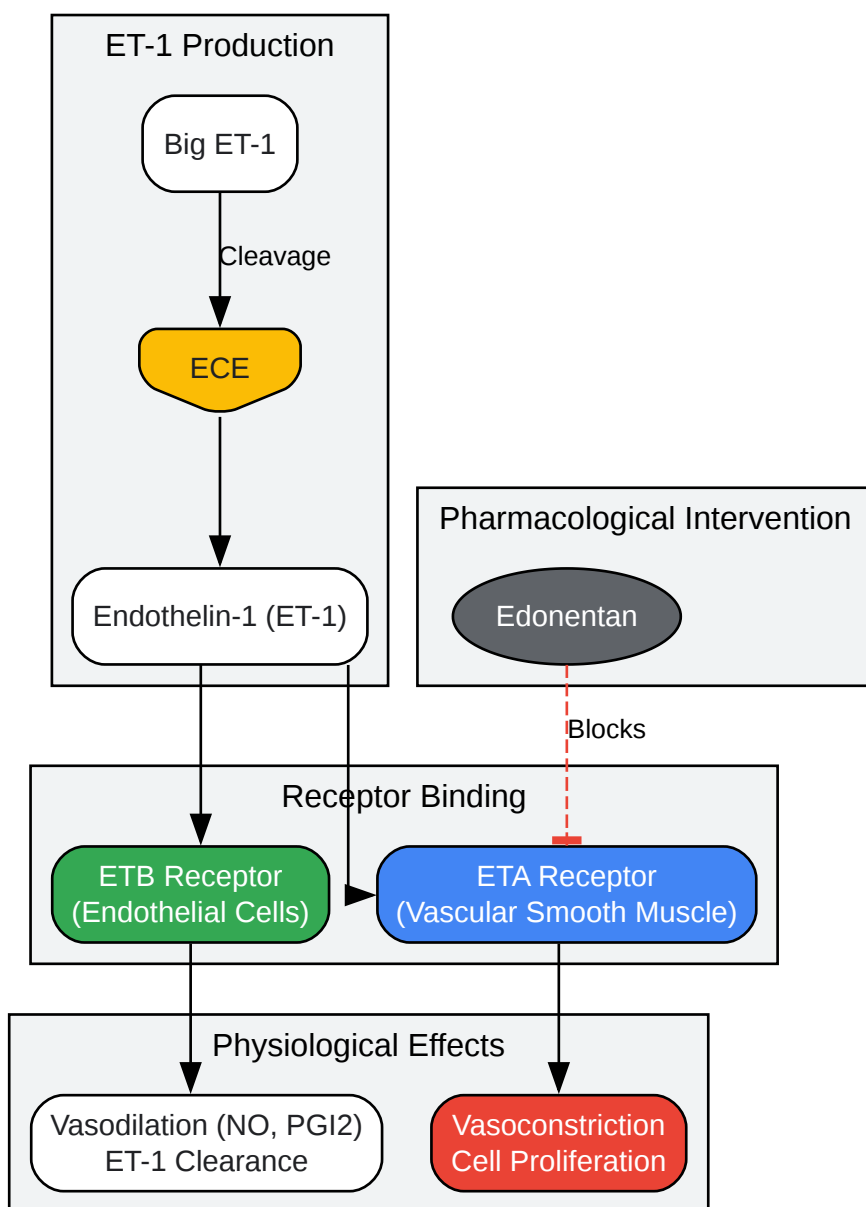 ET-1 Production
Big ET-1
Cleavage
ECE
Endothelin-1 (ET-1)
Pharmacological Intervention
Edonentan
Blocks
Receptor Binding
ETB Receptor
(Endothelial Cells)
ETA Receptor
(Vascular Smooth Muscle)
Physiological Effects
Vasodilation (NO, PGI2)
ET-1 Clearance
Vasoconstriction
Cell Proliferation